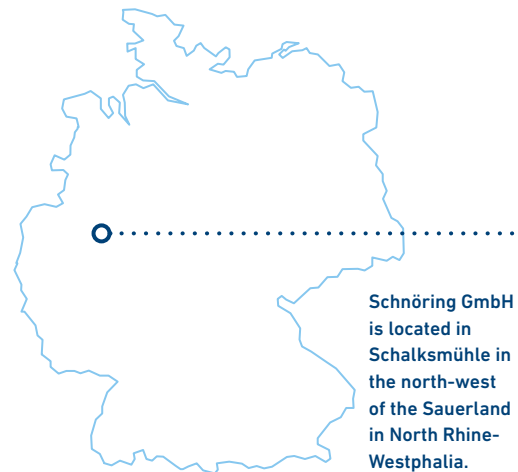 Schnöring GmbH
is located in
Schalksmühle in
the north-west
of the Sauerland
in North Rhine-
Westphalia.